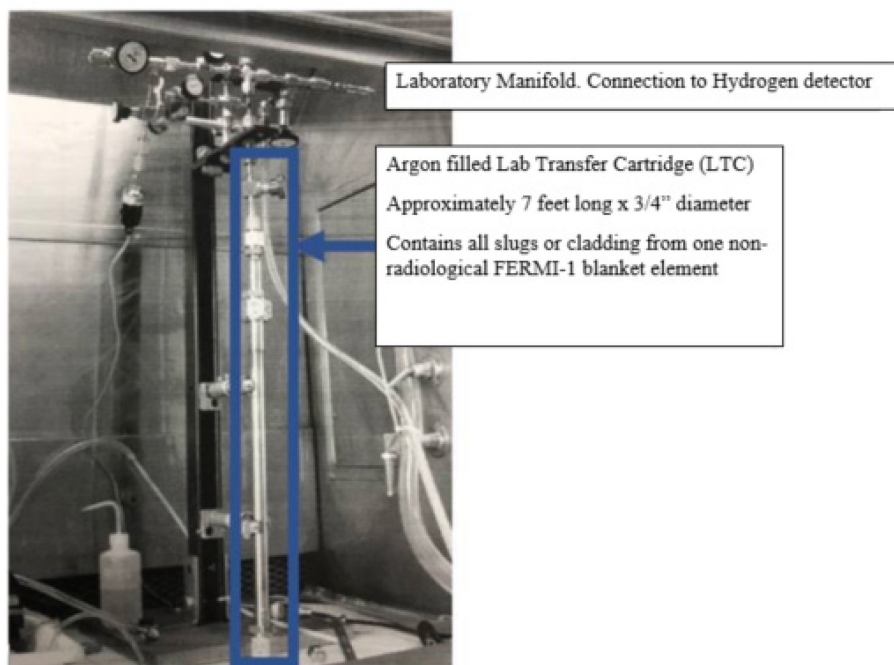 Laboratory Manifold. Connection to Hydrogen detector
Argon filled Lab Transfer Cartridge (LTC)
Approximately 7 feet long x 3/4” diameter
Contains all slugs or cladding from one non-
radiological FERMI-1 blanket element